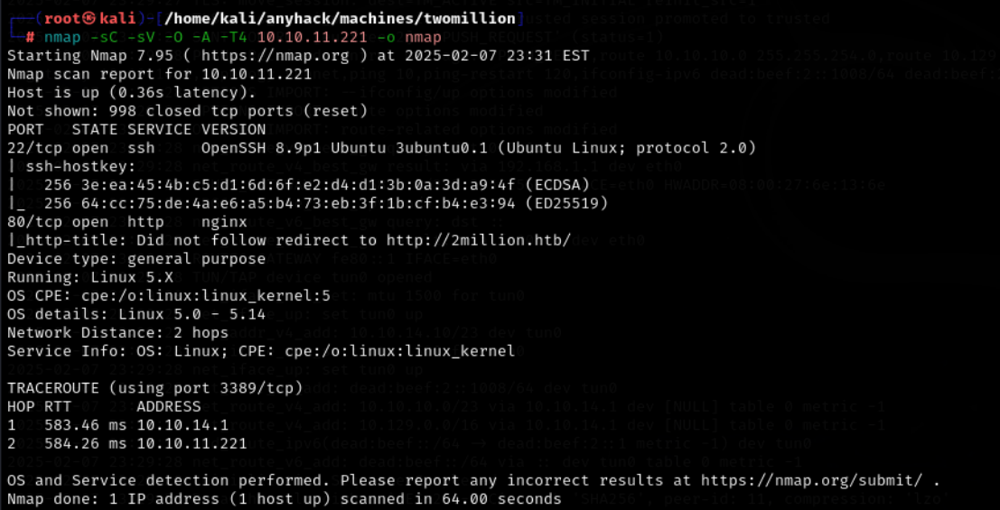 ┌──(root㉿kali)-[/home/kali/anyhack/machines/twomillion]
└─# nmap -sC -sV -O -A -T4 10.10.11.221 -o nmap
Starting Nmap 7.95 ( https://nmap.org ) at 2025-02-07 23:31 EST
Nmap scan report for 10.10.11.221
Host is up (0.36s latency).
Not shown: 998 closed tcp ports (reset)
PORT   STATE SERVICE VERSION
22/tcp open  ssh     OpenSSH 8.9p1 Ubuntu 3ubuntu0.1 (Ubuntu Linux; protocol 2.0)
| ssh-hostkey:
|   256 3e:ea:45:4b:c5:d1:6d:6f:e2:d4:d1:3b:0a:3d:a9:4f (ECDSA)
|_  256 64:cc:75:de:4a:e6:a5:b4:73:eb:3f:1b:cf:b4:e3:94 (ED25519)
80/tcp open  http    nginx
|_http-title: Did not follow redirect to http://2million.htb/
Device type: general purpose
Running: Linux 5.X
OS CPE: cpe:/o:linux:linux_kernel:5
OS details: Linux 5.0 - 5.14
Network Distance: 2 hops
Service Info: OS: Linux; CPE: cpe:/o:linux:linux_kernel

TRACEROUTE (using port 3389/tcp)
HOP RTT       ADDRESS
1   583.46 ms 10.10.14.1
2   584.26 ms 10.10.11.221

OS and Service detection performed. Please report any incorrect results at https://nmap.org/submit/ .
Nmap done: 1 IP address (1 host up) scanned in 64.00 seconds